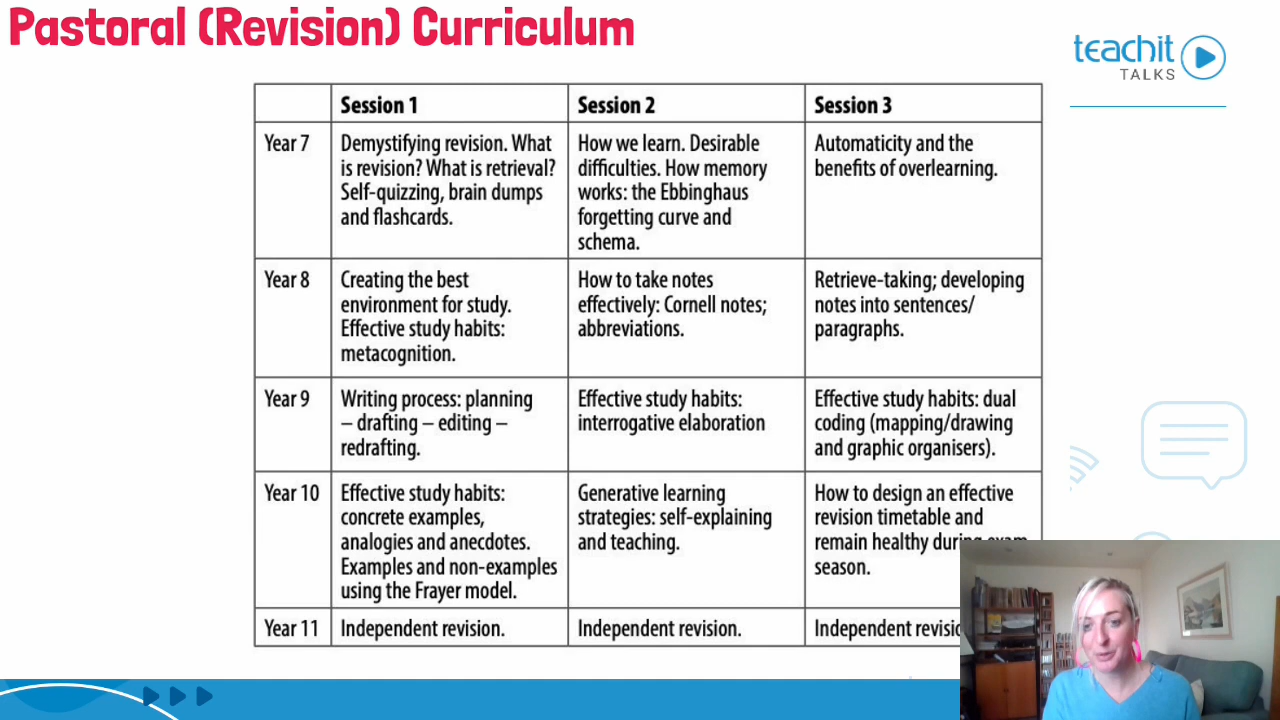 Pastoral (Revision) Curriculum
teachit
TALKS
Session 1
Session 2
Session 3
Year 7
Demystifying revision. What
is revision? What is retrieval?
Self-quizzing, brain dumps
and flashcards.
How we learn. Desirable
difficulties. How memory
works: the Ebbinghaus
forgetting curve and
schema.
Automaticity and the
benefits of overlearning.
Year 8
Creating the best
environment for study.
Effective study habits:
metacognition.
How to take notes
effectively: Cornell notes;
abbreviations.
Retrieve-taking; developing
notes into sentences/
paragraphs.
Year 9
Writing process: planning
– drafting – editing –
redrafting.
Effective study habits:
interrogative elaboration
Effective study habits: dual
coding (mapping/drawing
and graphic organisers).
Year 10
Effective study habits:
concrete examples,
analogies and anecdotes.
Examples and non-examples
using the Frayer model.
Generative learning
strategies: self-explaining
and teaching.
How to design an effective
revision timetable and
remain healthy during exam
season.
Year 11
Independent revision.
Independent revision.
Independent